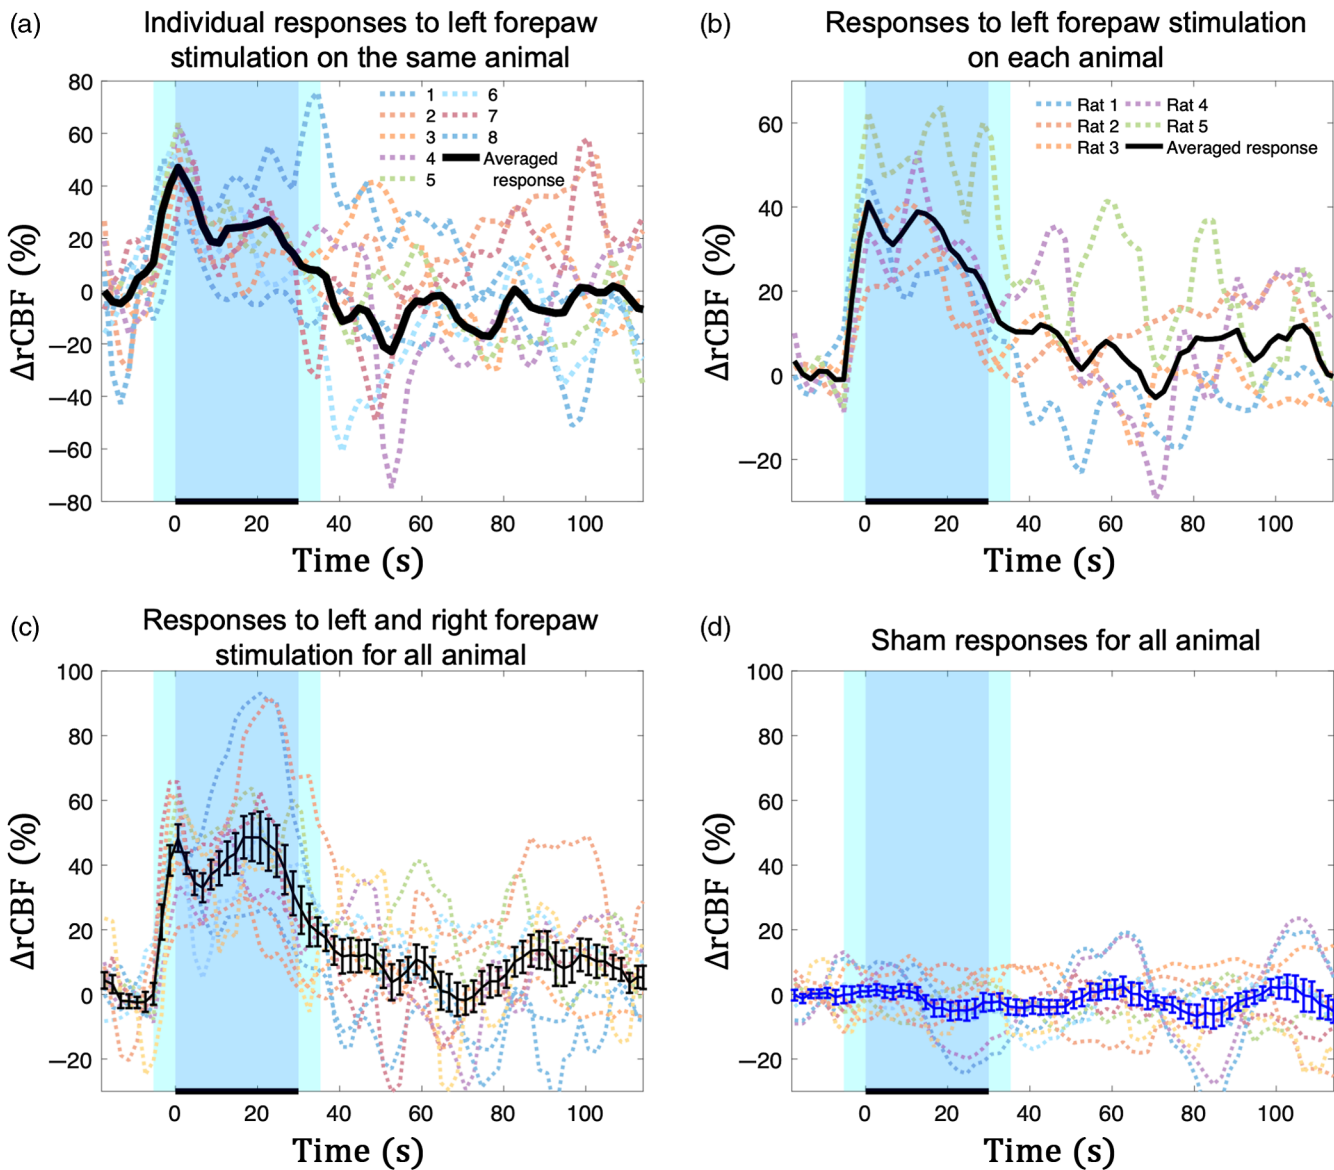 (a)
Individual responses to left forepaw
stimulation on the same animal
80
60
40
20
0
−20
−40
−60
−80
ΔrCBF (%)
1 6
2 7
3 8
4 Averaged
5 response
0 20 40 60 80 100
Time (s)
(b)
Responses to left forepaw stimulation
on each animal
60
40
20
0
−20
ΔrCBF (%)
Rat 1 Rat 4
Rat 2 Rat 5
Rat 3 Averaged response
0 20 40 60 80 100
Time (s)
(c)
Responses to left and right forepaw
stimulation for all animal
100
80
60
40
20
0
−20
ΔrCBF (%)
0 20 40 60 80 100
Time (s)
(d)
Sham responses for all animal
100
80
60
40
20
0
−20
ΔrCBF (%)
0 20 40 60 80 100
Time (s)